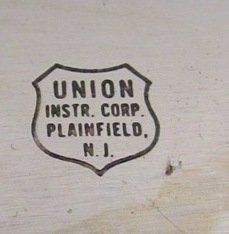 UNION
INSTR. CORP.
PLAINFIELD,
N.J.